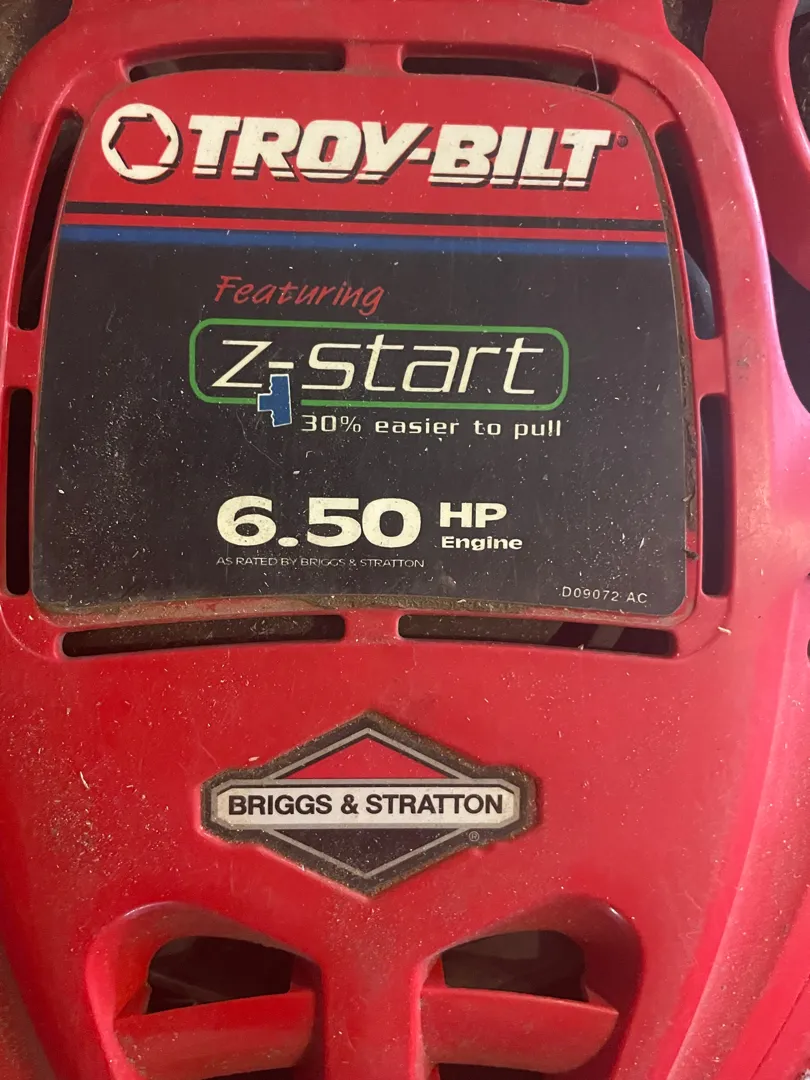 TROY-BILT
Featuring
z-start
30% easier to pull
6.50 HP
Engine
AS RATED BY BRIGGS & STRATTON
D09072 AC
BRIGGS & STRATTON
®